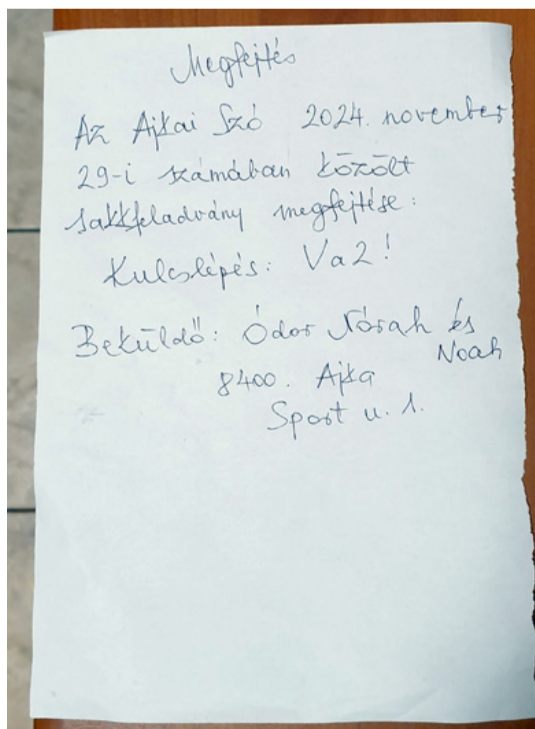 Megfejtés
Az Ajkai Szó 2024. november
29-i számában közölt
sakkfeladvány megfejtése:
Kulcslépés: Va2!
Beküldő: Ódor Nórah és
Noah
8400. Ajka
Sport u. 1.